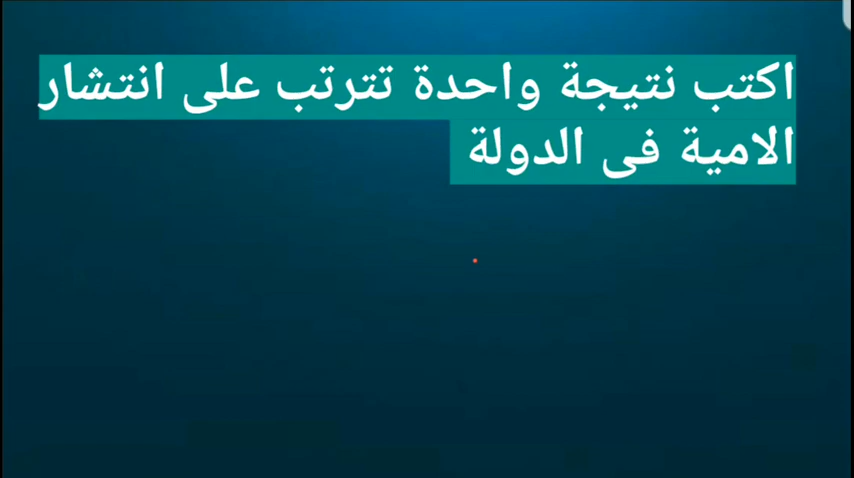 اكتب نتيجة واحدة تترتب على انتشار
الامية فى الدولة